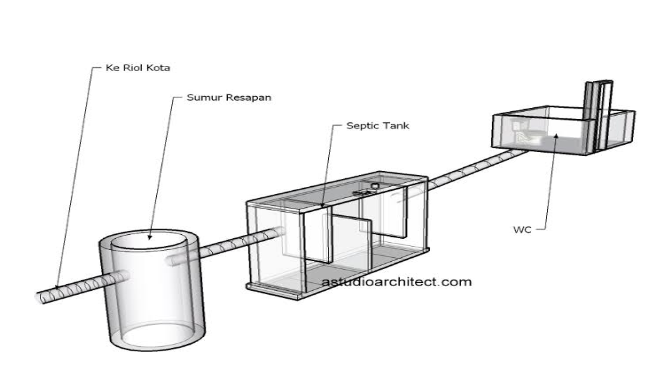 Ke Riol Kota
Sumur Resapan
Septic Tank
WC
astudioarchitect.com